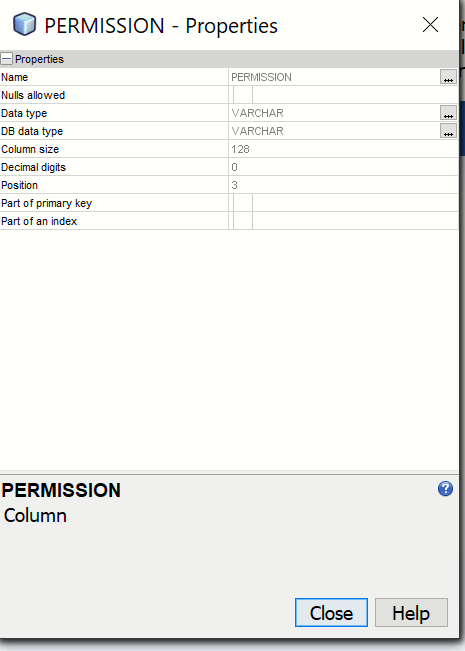 PERMISSION - Properties
Properties
Name PERMISSION ...
Nulls allowed
Data type VARCHAR ...
DB data type VARCHAR ...
Column size 128
Decimal digits 0
Position 3
Part of primary key
Part of an index
PERMISSION ?
Column
Close Help